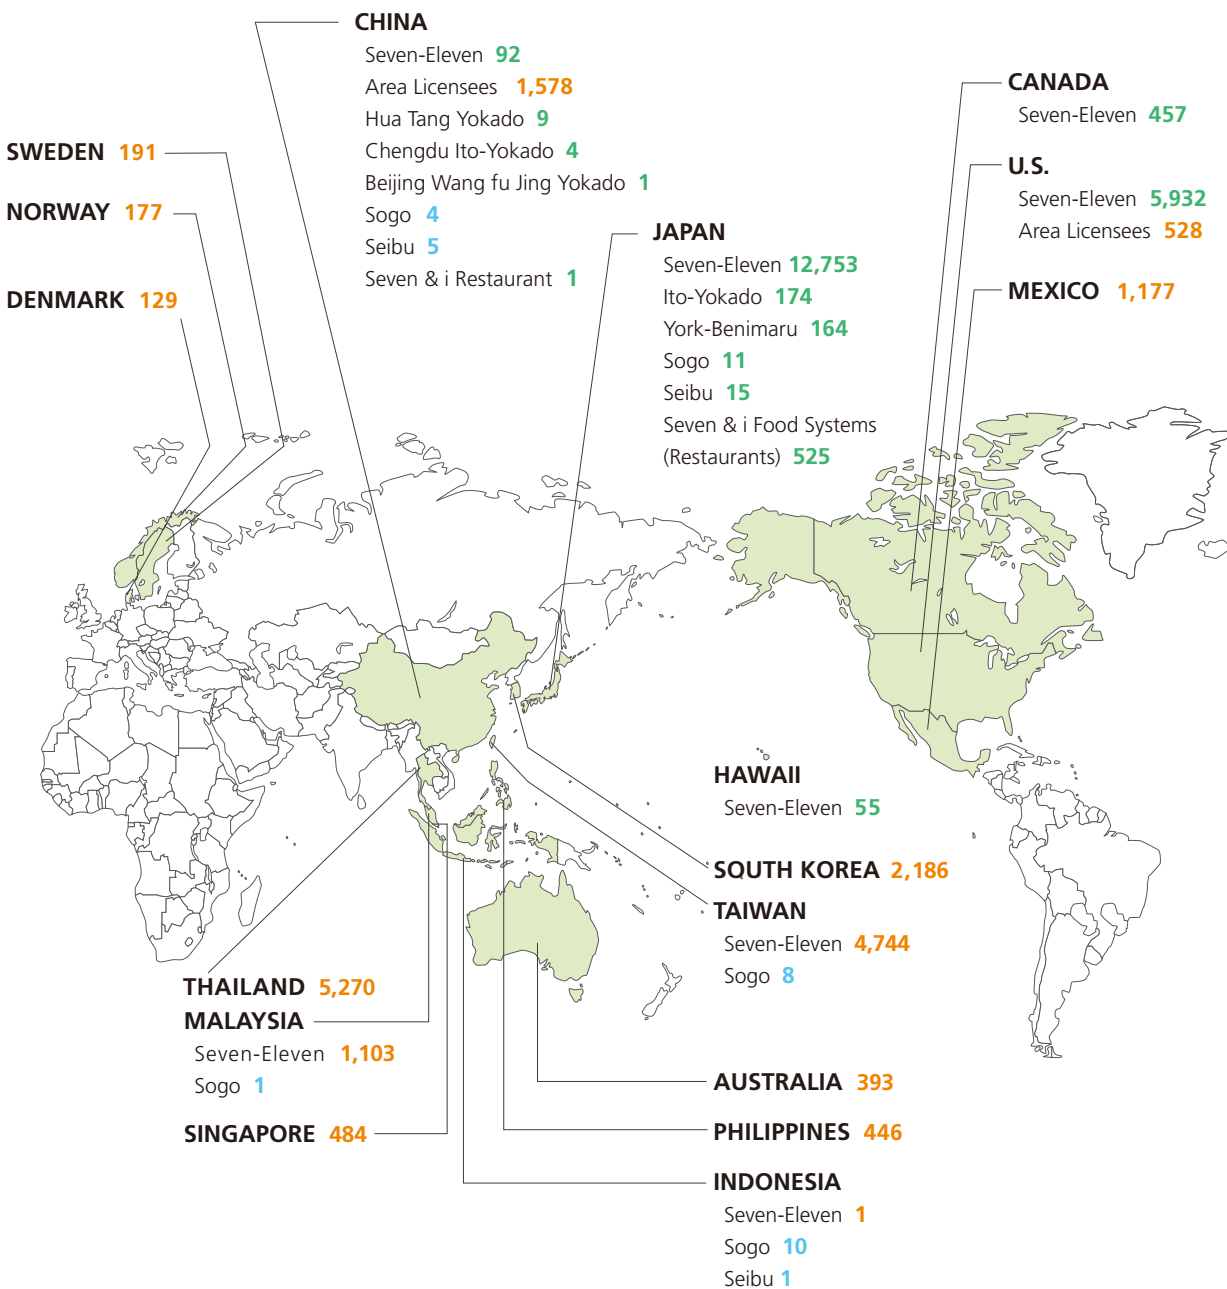 CHINA
Seven-Eleven 92
Area Licensees 1,578
Hua Tang Yokado 9
Chengdu Ito-Yokado 4
Beijing Wang fu Jing Yokado 1
Sogo 4
Seibu 5
Seven & i Restaurant 1
SWEDEN 191
NORWAY 177
DENMARK 129
JAPAN
Seven-Eleven 12,753
Ito-Yokado 174
York-Benimaru 164
Sogo 11
Seibu 15
Seven & i Food Systems
(Restaurants) 525
CANADA
Seven-Eleven 457
U.S.
Seven-Eleven 5,932
Area Licensees 528
MEXICO 1,177
HAWAII
Seven-Eleven 55
SOUTH KOREA 2,186
TAIWAN
Seven-Eleven 4,744
Sogo 8
THAILAND 5,270
MALAYSIA
Seven-Eleven 1,103
Sogo 1
SINGAPORE 484
AUSTRALIA 393
PHILIPPINES 446
INDONESIA
Seven-Eleven 1
Sogo 10
Seibu 1